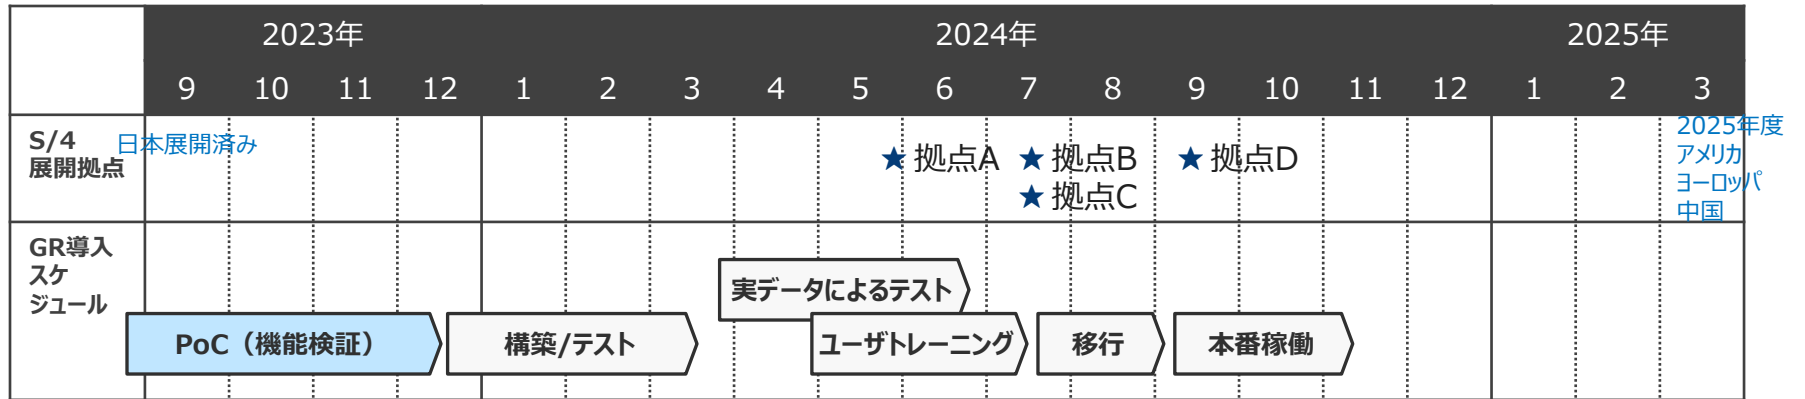 2023年 2024年 2025年
9 10 11 12 1 2 3 4 5 6 7 8 9 10 11 12 1 2 3
S/4
展開拠点
日本展開済み
★ 拠点A ★ 拠点B ★ 拠点D
★ 拠点C
2025年度
アメリカ
ヨーロッパ
中国
GR導入
スケ
ジュール
実データによるテスト
PoC（機能検証） 構築/テスト ユーザトレーニング 移行 本番稼働